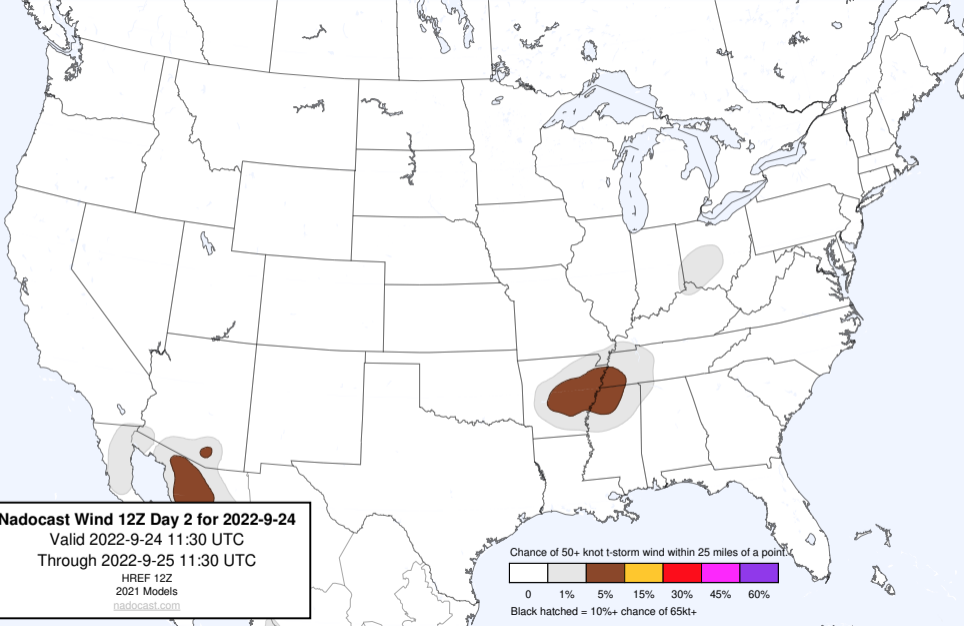 Nadocast Wind 12Z Day 2 for 2022-9-24
Valid 2022-9-24 11:30 UTC
Through 2022-9-25 11:30 UTC
HREF 12Z
2021 Models
nadocast.com
Chance of 50+ knot t-storm wind within 25 miles of a point.
0 1% 5% 15% 30% 45% 60%
Black hatched = 10%+ chance of 65kt+